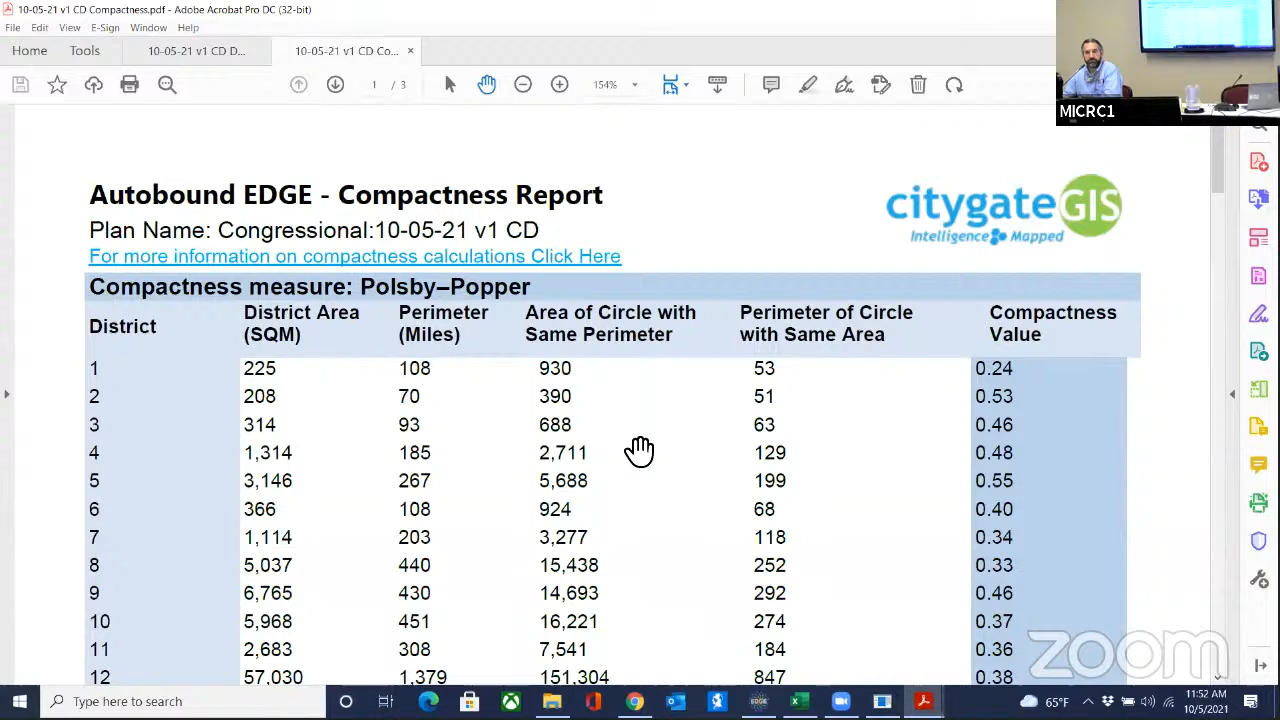 10-05-21 v1 CD Compactness.pdf - Adobe Acrobat Pro DC (32-bit)
File Edit View E-Sign Window Help
Home Tools 10-05-21 v1 CD D... 10-05-21 v1 CD Co... ×
1 / 3 154%
MICRC1
Autobound EDGE - Compactness Report
citygate GIS
Intelligence Mapped
Plan Name: Congressional:10-05-21 v1 CD
For more information on compactness calculations Click Here
Compactness measure: Polsby–Popper
District District Area (SQM) Perimeter (Miles) Area of Circle with Same Perimeter Perimeter of Circle with Same Area Compactness Value
1 225 108 930 53 0.24
2 208 70 390 51 0.53
3 314 93 688 63 0.46
4 1,314 185 2,711 129 0.48
5 3,146 267 5,688 199 0.55
6 366 108 924 68 0.40
7 1,114 203 3,277 118 0.34
8 5,037 440 15,438 252 0.33
9 6,765 430 14,693 292 0.46
10 5,968 451 16,221 274 0.37
11 2,683 308 7,541 184 0.36
12 57,030 1,379 151,304 847 0.38
zoom
Type here to search
65°F
11:52 AM
10/5/2021